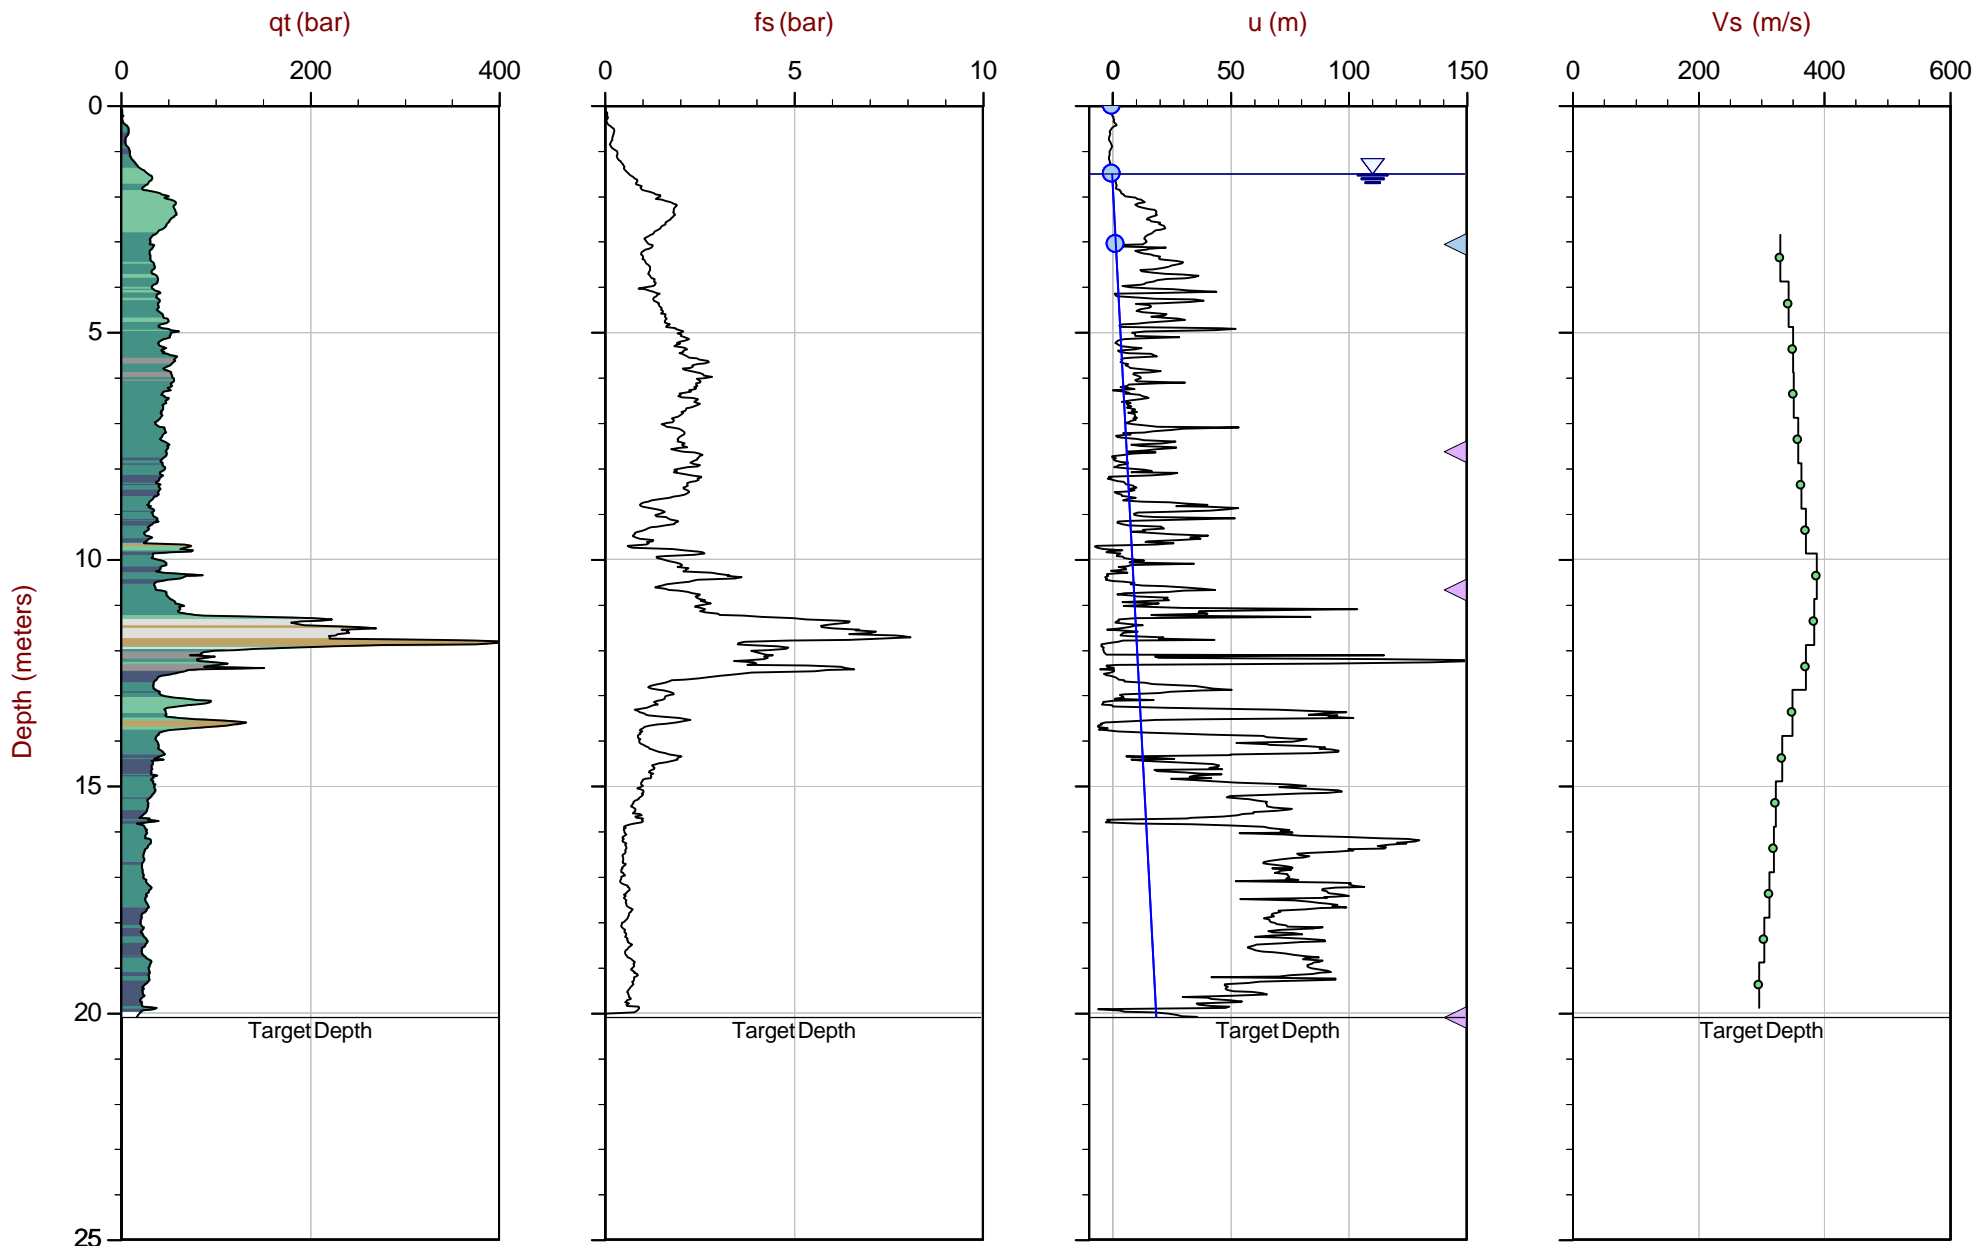 qt (bar) fs (bar) u (m) Vs (m/s)
0 200 400 0 5 10 0 50 100 150 0 200 400 600
0
5
10
Depth (meters)
15
20
Target Depth Target Depth Target Depth Target Depth
25